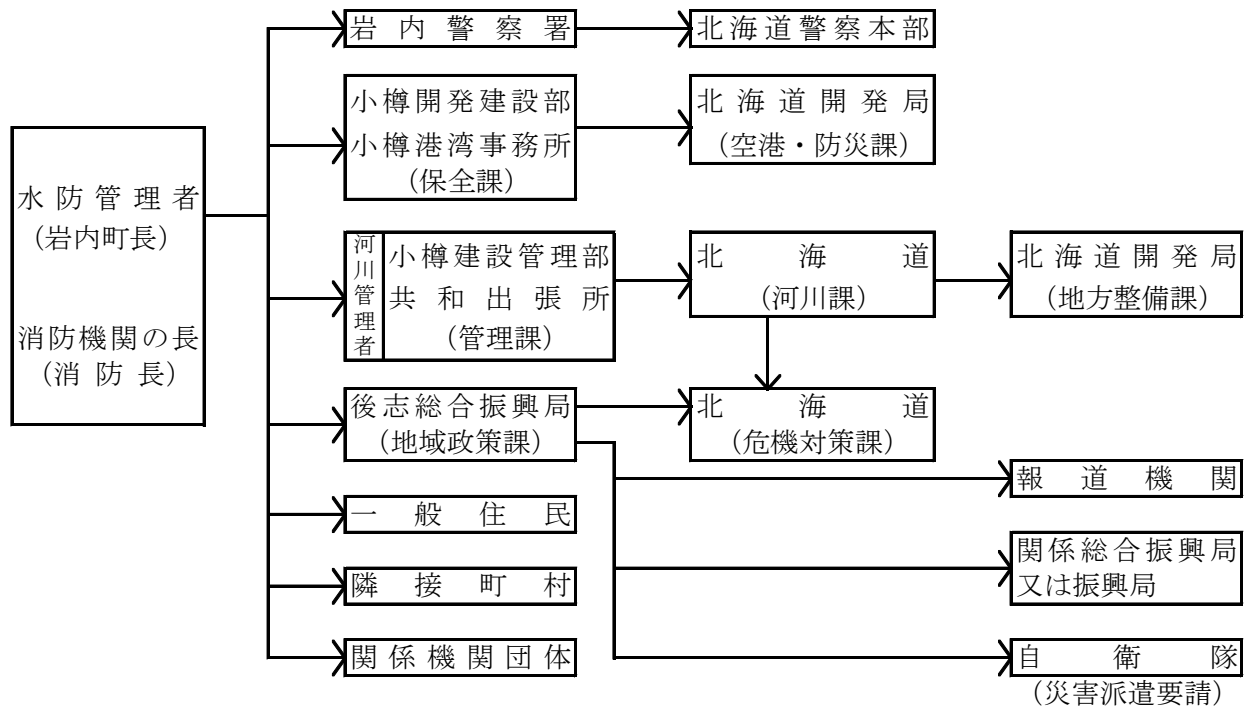 水防管理者
（岩内町長）
消防機関の長
（消防長）
岩内警察署
北海道警察本部
小樽開発建設部
小樽港湾事務所
（保全課）
北海道開発局
（空港・防災課）
河川管理者
小樽建設管理部
共和出張所
（管理課）
北海道
（河川課）
北海道開発局
（地方整備課）
後志総合振興局
（地域政策課）
北海道
（危機対策課）
報道機関
一般住民
関係総合振興局
又は振興局
隣接町村
関係機関団体
自衛隊
（災害派遣要請）